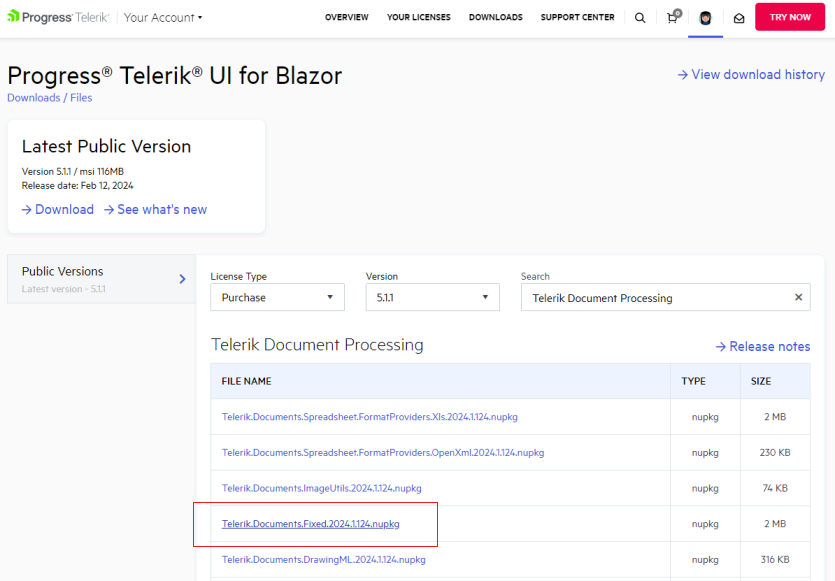 Progress® Telerik® Your Account
OVERVIEW YOUR LICENSES DOWNLOADS SUPPORT CENTER 0 TRY NOW
Progress® Telerik® UI for Blazor
View download history
Downloads / Files
Latest Public Version
Version 5.1.1 / msi 116MB
Release date: Feb 12, 2024
Download See what's new
Public Versions
Latest version - 5.1.1
License Type Version Search
Purchase 5.1.1 Telerik Document Processing
Telerik Document Processing Release notes
FILE NAME TYPE SIZE
Telerik.Documents.Spreadsheet.FormatProviders.Xls.2024.1.124.nupkg nupkg 2 MB
Telerik.Documents.Spreadsheet.FormatProviders.OpenXml.2024.1.124.nupkg nupkg 230 KB
Telerik.Documents.ImageUtils.2024.1.124.nupkg nupkg 74 KB
Telerik.Documents.Fixed.2024.1.124.nupkg nupkg 2 MB
Telerik.Documents.DrawingML.2024.1.124.nupkg nupkg 316 KB